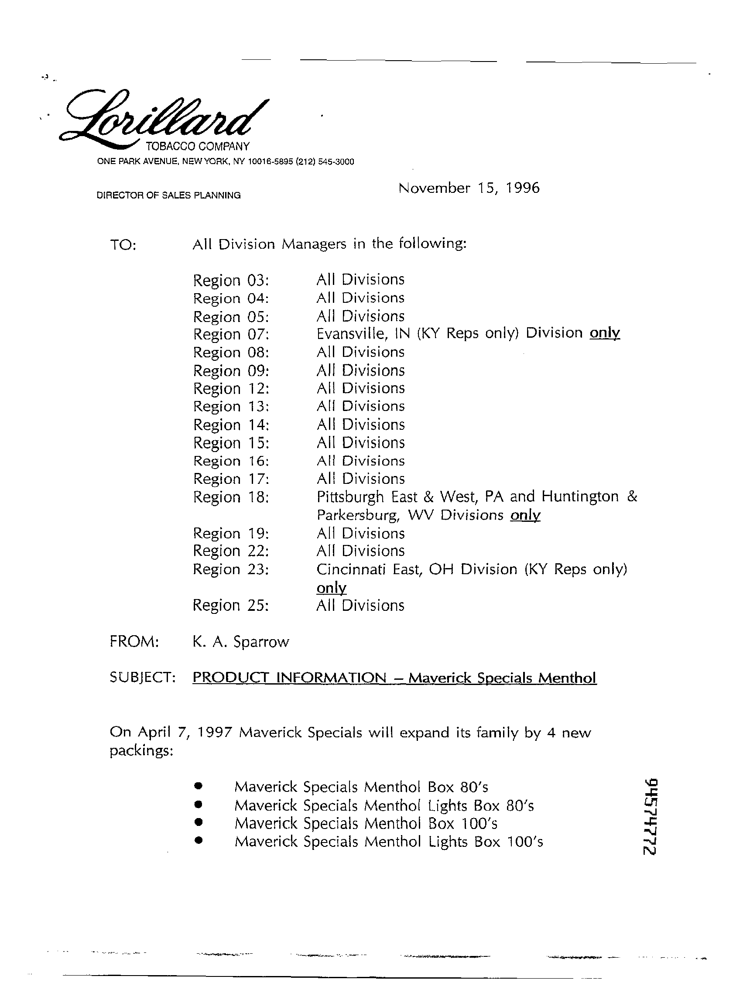 Lorillard
TOBACCO COMPANY
ONE PARK AVENUE, NEW YORK, NY 10016-5895 (212) 545-3000
DIRECTOR OF SALES PLANNING
November 15, 1996
TO: All Division Managers in the following:
Region 03: All Divisions
Region 04: All Divisions
Region 05: All Divisions
Region 07: Evansville, IN (KY Reps only) Division only
Region 08: All Divisions
Region 09: All Divisions
Region 12: All Divisions
Region 13: All Divisions
Region 14: All Divisions
Region 15: All Divisions
Region 16: All Divisions
Region 17: All Divisions
Region 18: Pittsburgh East & West, PA and Huntington &
Parkersburg, WV Divisions only
Region 19: All Divisions
Region 22: All Divisions
Region 23: Cincinnati East, OH Division (KY Reps only)
only
Region 25: All Divisions
FROM: K. A. Sparrow
SUBJECT: PRODUCT INFORMATION – Maverick Specials Menthol
On April 7, 1997 Maverick Specials will expand its family by 4 new
packings:
● Maverick Specials Menthol Box 80's
● Maverick Specials Menthol Lights Box 80's
● Maverick Specials Menthol Box 100's
● Maverick Specials Menthol Lights Box 100's
94574772